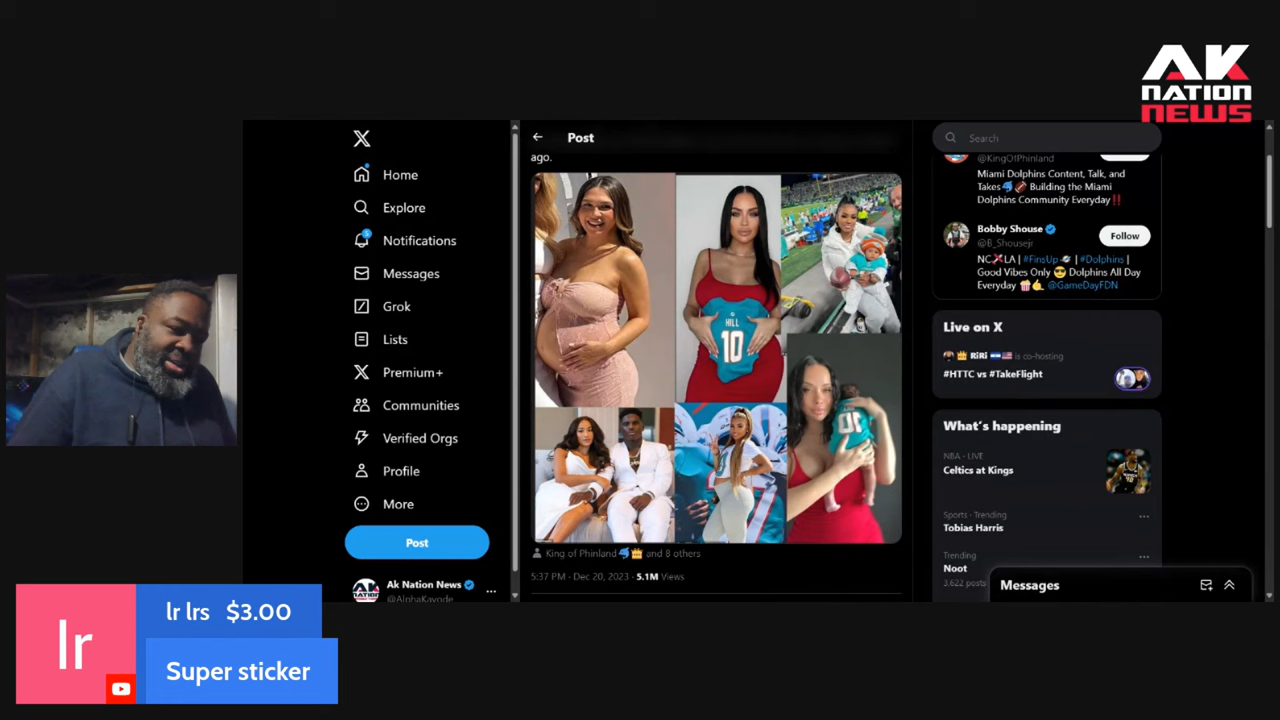 AK
NATION
NEWS
Home
Explore
5
Notifications
Messages
Grok
Lists
Premium+
Communities
Verified Orgs
Profile
More
Post
Ak Nation News
@AlphaKayode
Post
ago.
HILL
10
King of Phinland and 8 others
5:37 PM · Dec 20, 2023 · 5.1M Views
Search
@KingOfPhinland
Miami Dolphins Content, Talk, and
Takes Building the Miami
Dolphins Community Everyday‼️
Bobby Shouse
@B_Shousejr
Follow
NC LA | #FinsUp | #Dolphins |
Good Vibes Only Dolphins All Day
Everyday @GameDayFDN
Live on X
RiRi is co-hosting
#HTTC vs #TakeFlight
What's happening
NBA · LIVE
Celtics at Kings
Sports · Trending
Tobias Harris
Trending
Noot
3,622 posts
Messages
lr
lr lrs $3.00
Super sticker